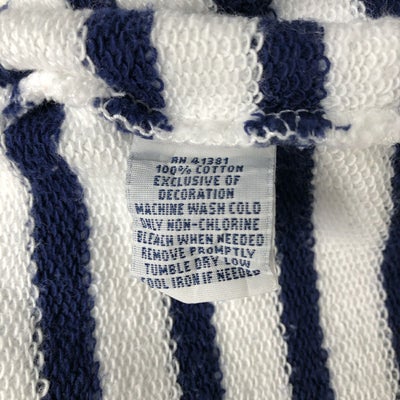 RN 41381
100% COTTON
EXCLUSIVE OF
DECORATION
MACHINE WASH COLD
ONLY NON-CHLORINE
BLEACH WHEN NEEDED
REMOVE PROMPTLY
TUMBLE DRY LOW
COOL IRON IF NEEDED